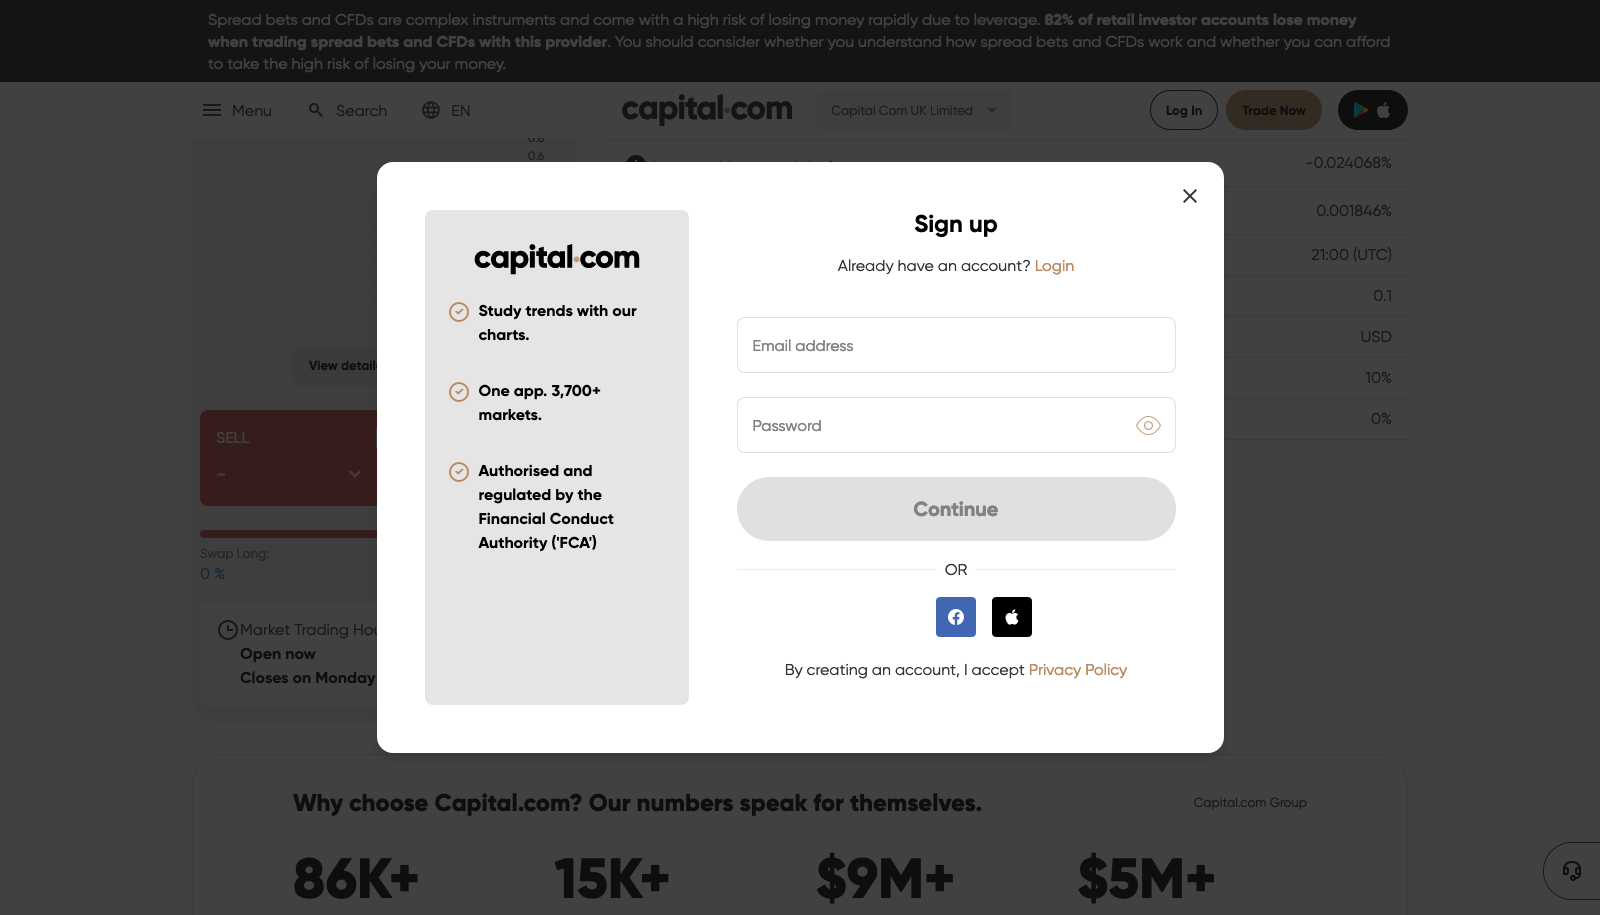 Spread bets and CFDs are complex instruments and come with a high risk of losing money rapidly due to leverage. 82% of retail investor accounts lose money
when trading spread bets and CFDs with this provider. You should consider whether you understand how spread bets and CFDs work and whether you can afford
to take the high risk of losing your money.
Menu
Search
EN
capital.com
Capital Com UK Limited
Log In
Trade Now
0.6
-0.024068%
0.001846%
21:00 (UTC)
0.1
USD
10%
0%
View detail
SELL
-
Swap Long:
0 %
Market Trading Hou
Open now
Closes on Monday
capital.com
Study trends with our
charts.
One app. 3,700+
markets.
Authorised and
regulated by the
Financial Conduct
Authority ('FCA')
Sign up
Already have an account? Login
Email address
Password
Continue
OR
By creating an account, I accept Privacy Policy
Why choose Capital.com? Our numbers speak for themselves.
Capital.com Group
86K+
15K+
$9M+
$5M+